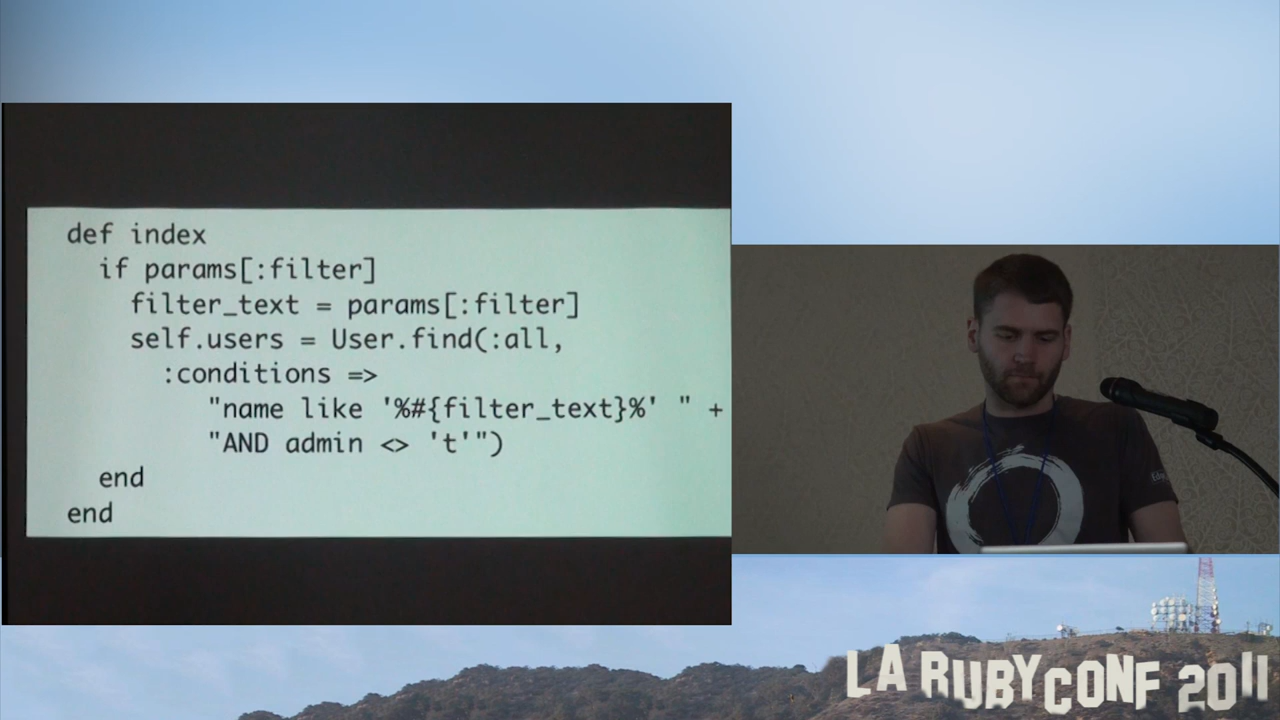 def index
if params[:filter]
filter_text = params[:filter]
self.users = User.find(:all,
:conditions =>
"name like '%#{filter_text}%' " +
"AND admin <> 't'")
end
end
LA RUBYCONF 2011